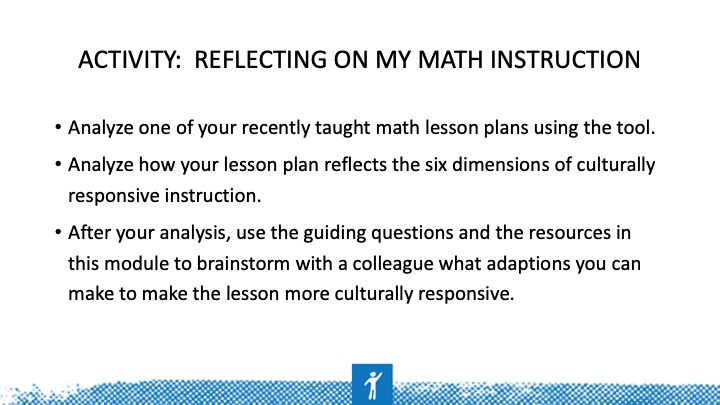 ACTIVITY:  REFLECTING ON MY MATH INSTRUCTION
• Analyze one of your recently taught math lesson plans using the tool.
• Analyze how your lesson plan reflects the six dimensions of culturally
responsive instruction.
• After your analysis, use the guiding questions and the resources in
this module to brainstorm with a colleague what adaptions you can
make to make the lesson more culturally responsive.